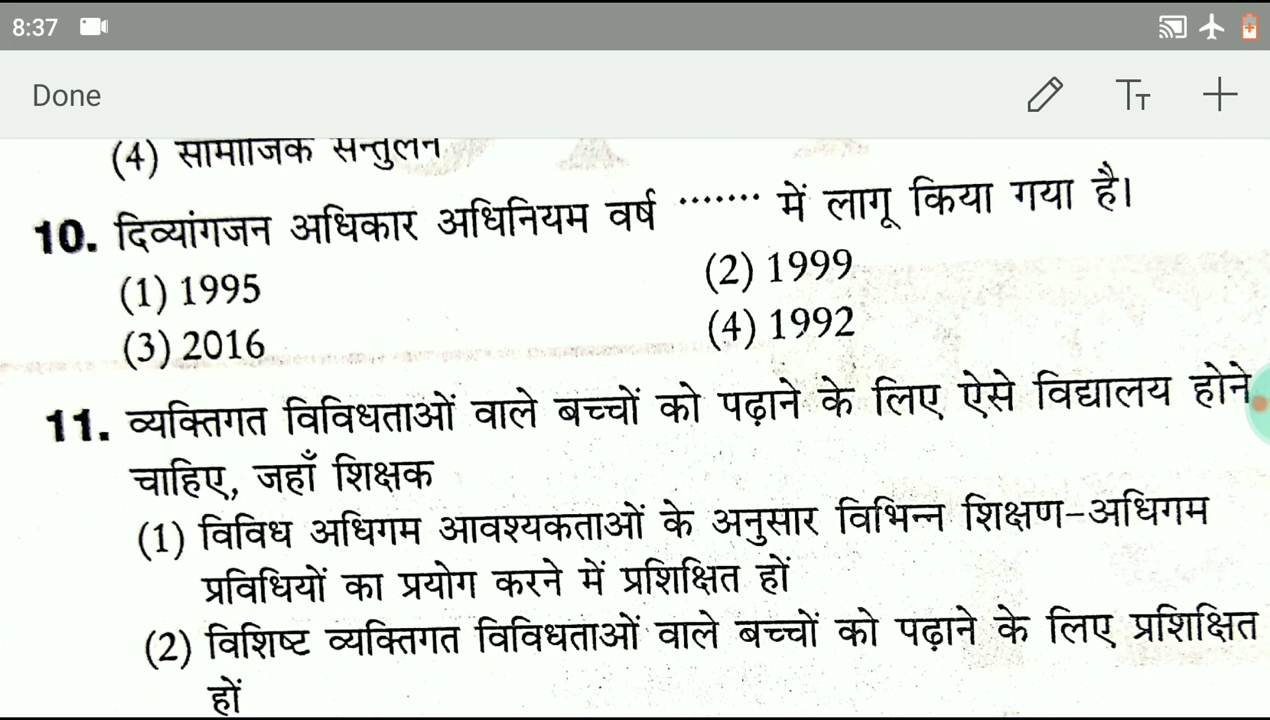 8:37
Done
(4) सामाजिक सन्तुलन
10. दिव्यांगजन अधिकार अधिनियम वर्ष ....... में लागू किया गया है।
(1) 1995 (2) 1999
(3) 2016 (4) 1992
11. व्यक्तिगत विविधताओं वाले बच्चों को पढ़ाने के लिए ऐसे विद्यालय होने
चाहिए, जहाँ शिक्षक
(1) विविध अधिगम आवश्यकताओं के अनुसार विभिन्न शिक्षण-अधिगम
प्रविधियों का प्रयोग करने में प्रशिक्षित हों
(2) विशिष्ट व्यक्तिगत विविधताओं वाले बच्चों को पढ़ाने के लिए प्रशिक्षित
हों